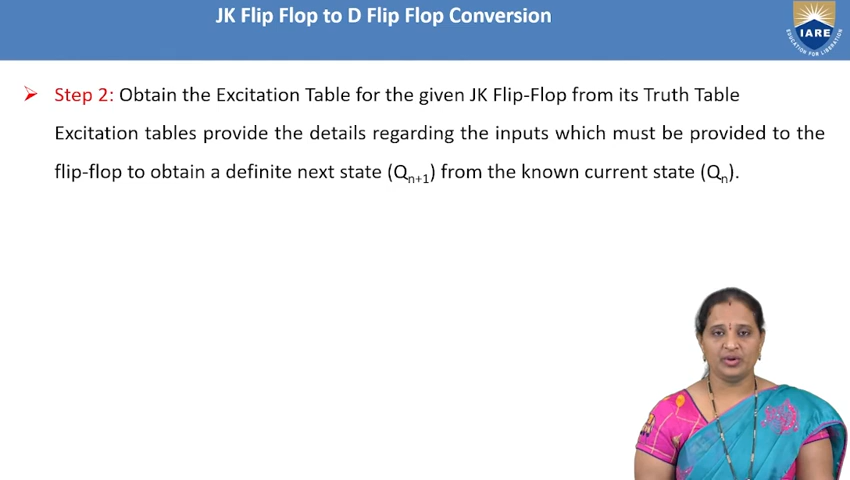 JK Flip Flop to D Flip Flop Conversion
IARE
EDUCATION FOR LIBERATION
➤ Step 2: Obtain the Excitation Table for the given JK Flip-Flop from its Truth Table
Excitation tables provide the details regarding the inputs which must be provided to the
flip-flop to obtain a definite next state (Qn+1) from the known current state (Qn).